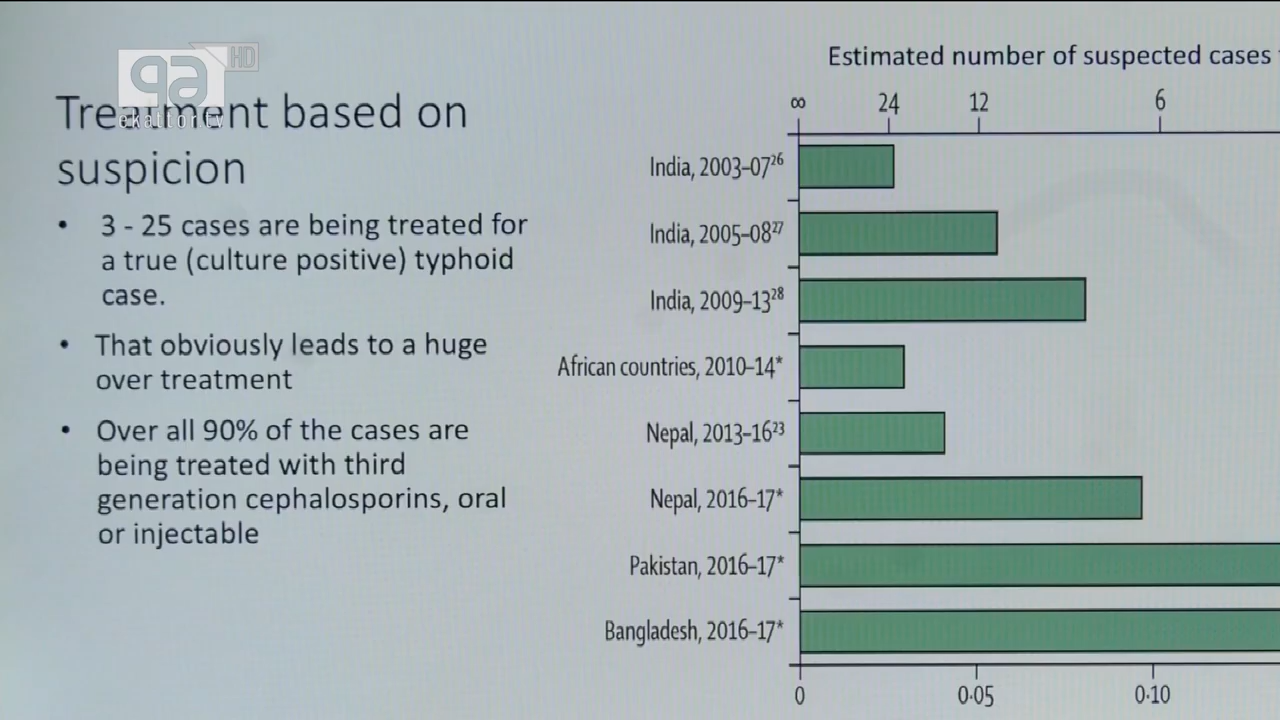 HD
ekattor.tv
Treatment based on
suspicion
• 3 - 25 cases are being treated for
a true (culture positive) typhoid
case.
• That obviously leads to a huge
over treatment
• Over all 90% of the cases are
being treated with third
generation cephalosporins, oral
or injectable
Estimated number of suspected cases
∞ 24 12 6
India, 2003–07²⁶
India, 2005–08²⁷
India, 2009–13²⁸
African countries, 2010–14*
Nepal, 2013–16²³
Nepal, 2016–17*
Pakistan, 2016–17*
Bangladesh, 2016–17*
0 0·05 0·10